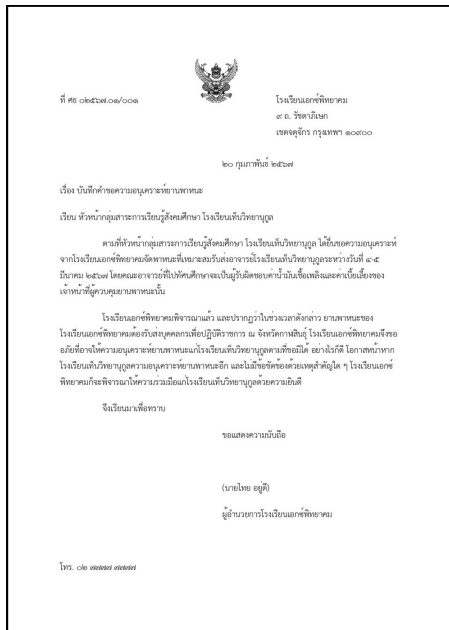 ที่ ศธ ๐๒๕๖๗.๐๑/๐๐๑
โรงเรียนเอกซ์พิทยาคม
๙ ถ. รัชดาภิเษก
เขตจตุจักร กรุงเทพฯ ๑๐๙๐๐
๒๐ กุมภาพันธ์ ๒๕๖๗
เรื่อง บันทึกคำขอความอนุเคราะห์ยานพาหนะ
เรียน หัวหน้ากลุ่มสาระการเรียนรู้สังคมศึกษา โรงเรียนเท็นวิทยานุกูล
ตามที่หัวหน้ากลุ่มสาระการเรียนรู้สังคมศึกษา โรงเรียนเท็นวิทยานุกูล ได้ยื่นขอความอนุเคราะห์
จากโรงเรียนเอกซ์พิทยาคมจัดพาหนะที่เหมาะสมรับส่งอาจารย์โรงเรียนเท็นวิทยานุกูลระหว่างวันที่ ๔-๕
มีนาคม ๒๕๖๗ โดยคณะอาจารย์ที่ไปทัศนศึกษาจะเป็นผู้รับผิดชอบค่าน้ำมันเชื้อเพลิงและค่าเบี้ยเลี้ยงของ
เจ้าหน้าที่ผู้ควบคุมยานพาหนะนั้น
โรงเรียนเอกซ์พิทยาคมพิจารณาแล้ว และปรากฏว่าในช่วงเวลาดังกล่าว ยานพาหนะของ
โรงเรียนเอกซ์พิทยาคมต้องรับส่งบุคคลกรเพื่อปฏิบัติราชการ ณ จังหวัดกาฬสินธุ์ โรงเรียนเอกซ์พิทยาคมจึงขอ
อภัยที่อาจให้ความอนุเคราะห์ยานพาหนะแก่โรงเรียนเท็นวิทยานุกูลตามที่ขอมิได้ อย่างไรก็ดี โอกาสหน้าหาก
โรงเรียนเท็นวิทยานุกูลความอนุเคราะห์ยานพาหนะอีก และไม่มีข้อขัดข้องด้วยเหตุสำคัญใด ๆ โรงเรียนเอกซ์
พิทยาคมก็จะพิจารณาให้ความร่วมมือแก่โรงเรียนเท็นวิทยานุกูลด้วยความยินดี
จึงเรียนมาเพื่อทราบ
ขอแสดงความนับถือ
(นายไทย อยู่ดี)
ผู้อำนวยการโรงเรียนเอกซ์พิทยาคม
โทร. ๐๒ ๗๗๗๗ ๗๗๗๗